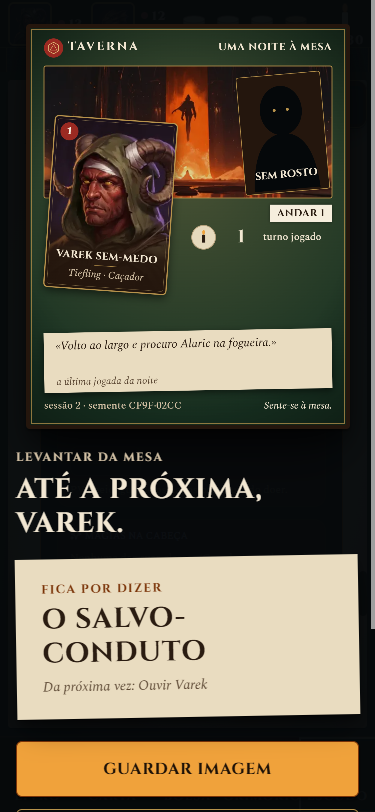 TAVERNA
UMA NOITE À MESA
1
SEM ROSTO
VAREK SEM-MEDO
Tiefling · Caçador
ANDAR 1
1 turno jogado
«Volto ao largo e procuro Aluric na fogueira.»
a última jogada da noite
sessão 2 · semente CF9F-02CC
Sente-se à mesa.
LEVANTAR DA MESA
ATÉ A PRÓXIMA,
VAREK.
FICA POR DIZER
O SALVO-
CONDUTO
Da próxima vez: Ouvir Varek
GUARDAR IMAGEM